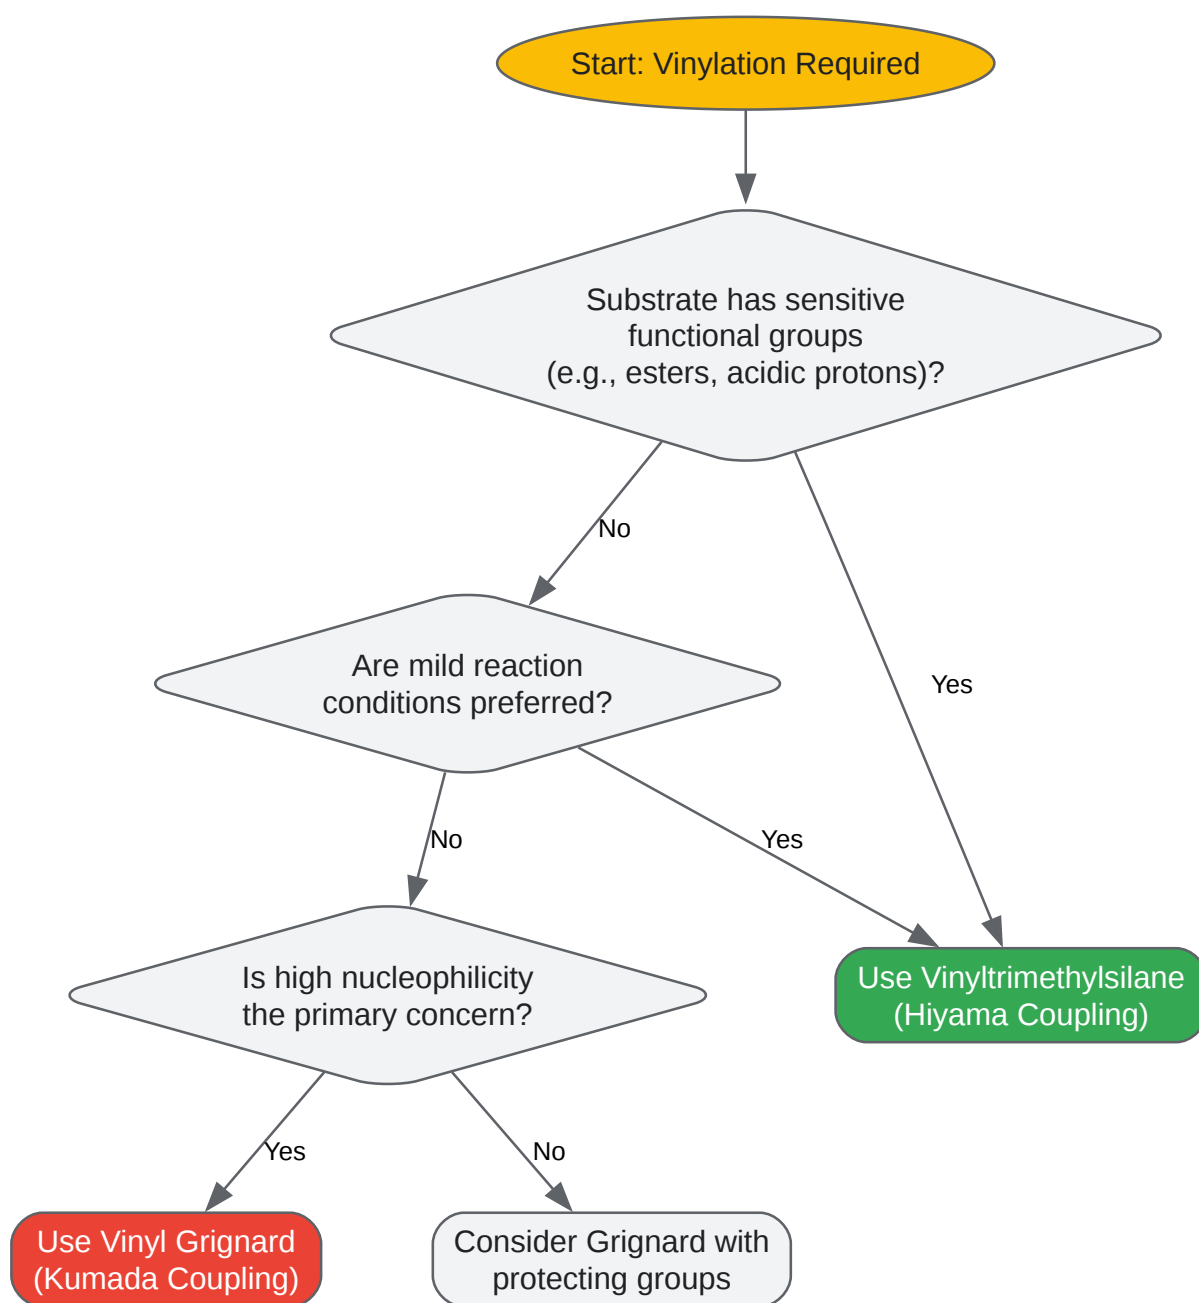 Start: Vinylation Required
Substrate has sensitive
functional groups
(e.g., esters, acidic protons)?
No
Yes
Are mild reaction
conditions preferred?
No
Yes
Is high nucleophilicity
the primary concern?
Use Vinyltrimethylsilane
(Hiyama Coupling)
Yes
No
Use Vinyl Grignard
(Kumada Coupling)
Consider Grignard with
protecting groups